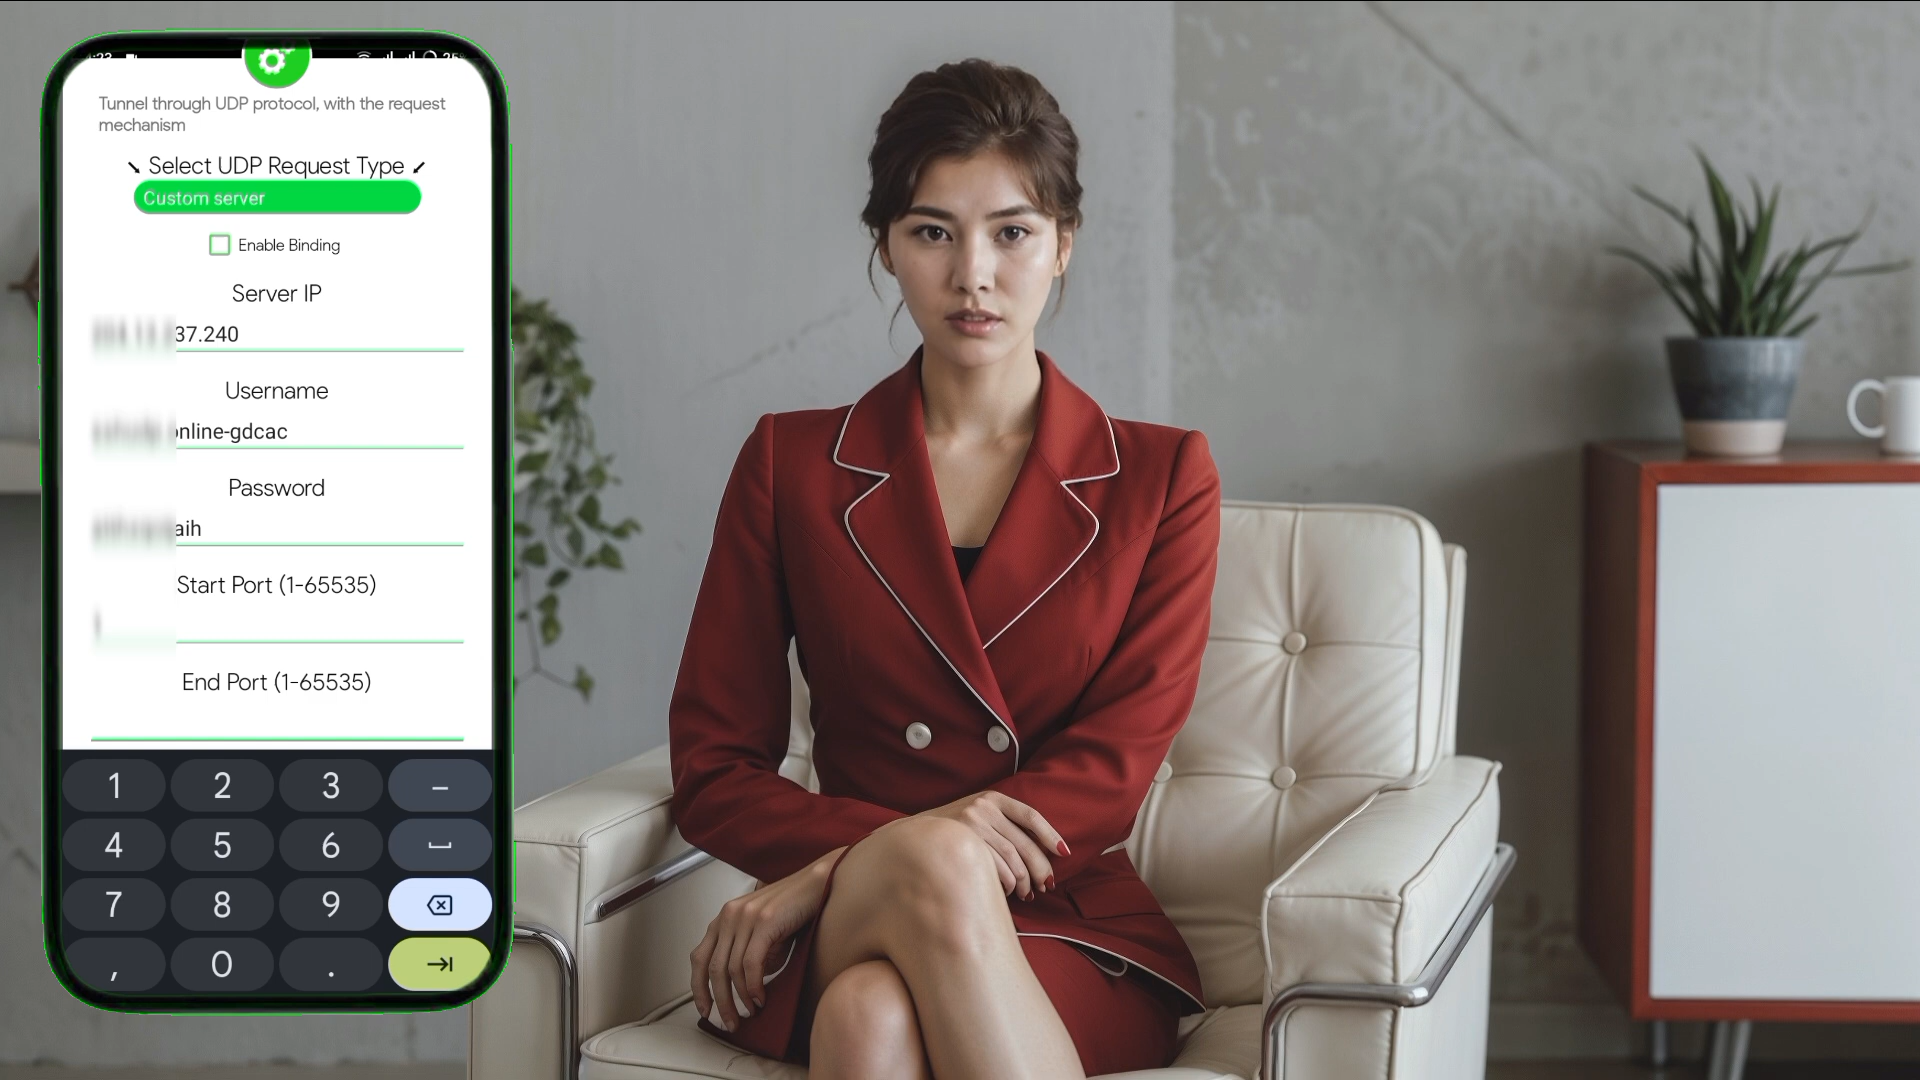 Tunnel through UDP protocol, with the request
mechanism
Select UDP Request Type
Custom server
Enable Binding
Server IP
37.240
Username
online-gdcac
Password
aih
Start Port (1-65535)
End Port (1-65535)
1 2 3 –
4 5 6
7 8 9
, 0 .